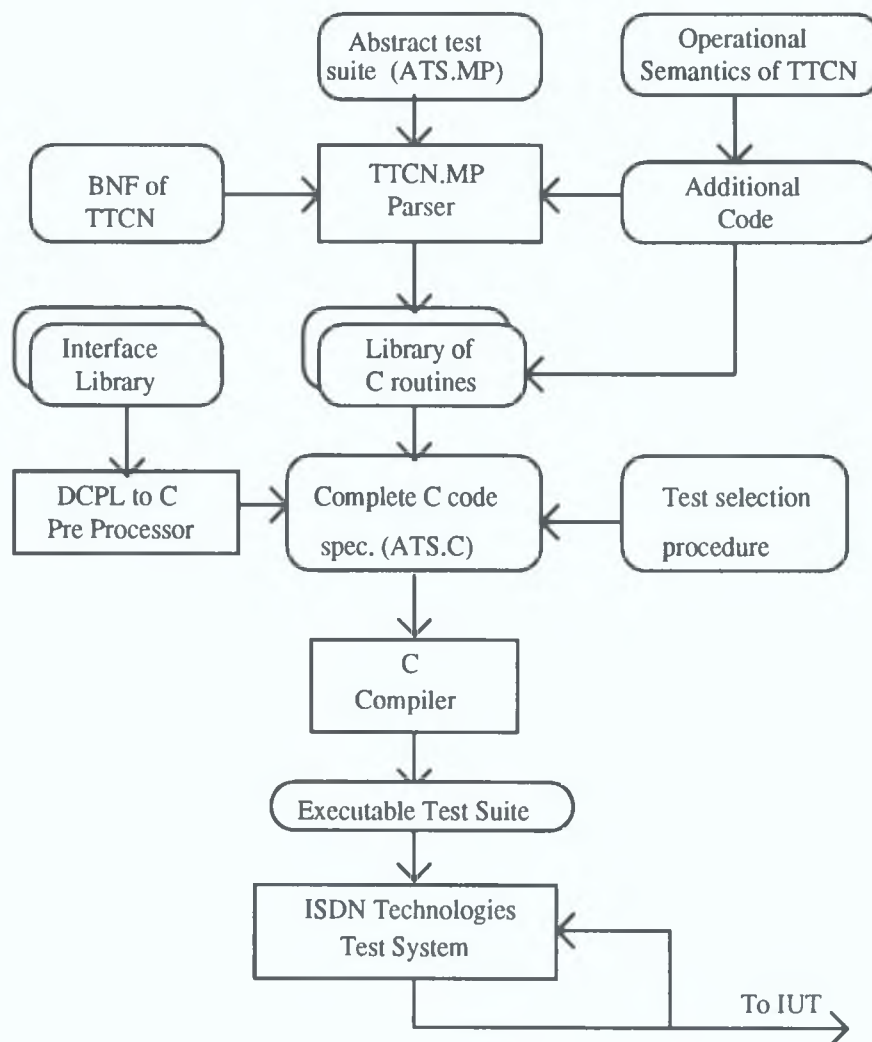 Abstract test
suite (ATS.MP)
Operational
Semantics of TTCN
BNF of
TTCN
TTCN.MP
Parser
Additional
Code
Interface
Library
Library of
C routines
DCPL to C
Pre Processor
Complete C code
spec. (ATS.C)
Test selection
procedure
C
Compiler
Executable Test Suite
ISDN Technologies
Test System
To IUT